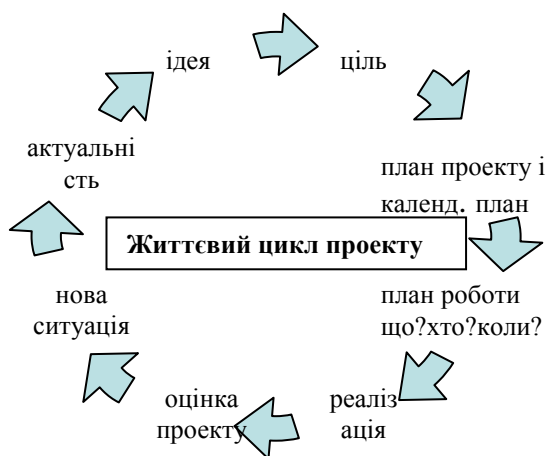 ідея
ціль
план проекту і
календ. план
план роботи
що?хто?коли?
реаліз
ація
оцінка
проекту
нова
ситуація
актуальні
сть
Життєвий цикл проекту